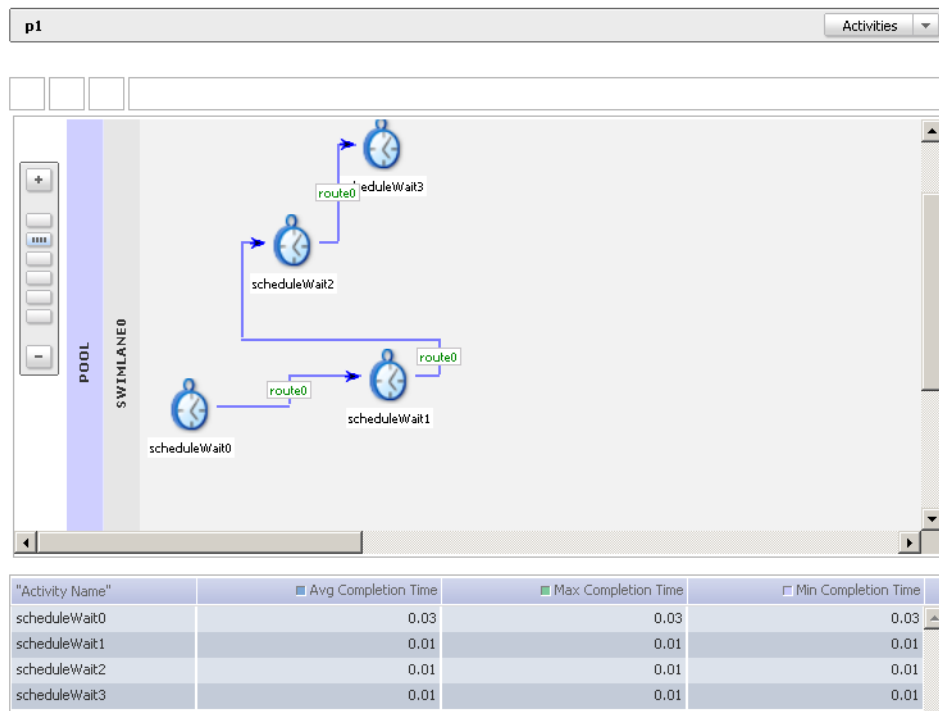 p1 Activities
+
-
POOL
SWIMLANE0
route0
heduleWait3
scheduleWait2
route0
route0
scheduleWait1
scheduleWait0
"Activity Name" Avg Completion Time Max Completion Time Min Completion Time
scheduleWait0 0.03 0.03 0.03
scheduleWait1 0.01 0.01 0.01
scheduleWait2 0.01 0.01 0.01
scheduleWait3 0.01 0.01 0.01